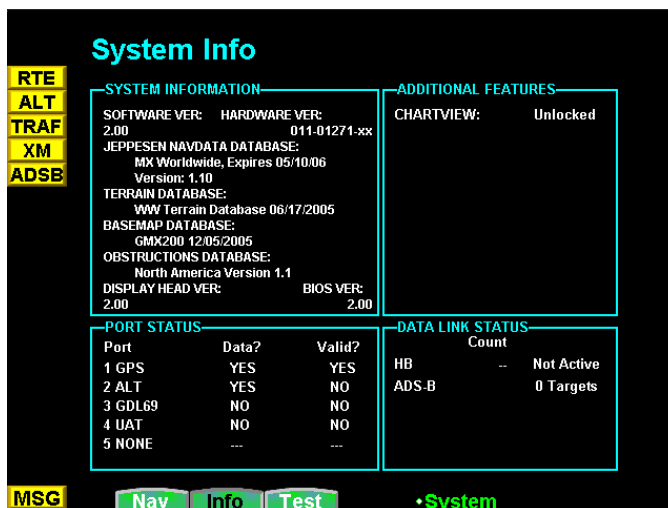 System Info
RTE
ALT
TRAF
XM
ADSB
SYSTEM INFORMATION
SOFTWARE VER: HARDWARE VER:
2.00 011-01271-xx
JEPPESEN NAVDATA DATABASE:
MX Worldwide, Expires 05/10/06
Version: 1.10
TERRAIN DATABASE:
WW Terrain Database 06/17/2005
BASEMAP DATABASE:
GMX200 12/05/2005
OBSTRUCTIONS DATABASE:
North America Version 1.1
DISPLAY HEAD VER: BIOS VER:
2.00 2.00
ADDITIONAL FEATURES
CHARTVIEW: Unlocked
PORT STATUS
Port Data? Valid?
1 GPS YES YES
2 ALT YES NO
3 GDL69 NO NO
4 UAT NO NO
5 NONE --- ---
DATA LINK STATUS
Count
HB -- Not Active
ADS-B 0 Targets
MSG
Nav Info Test •System